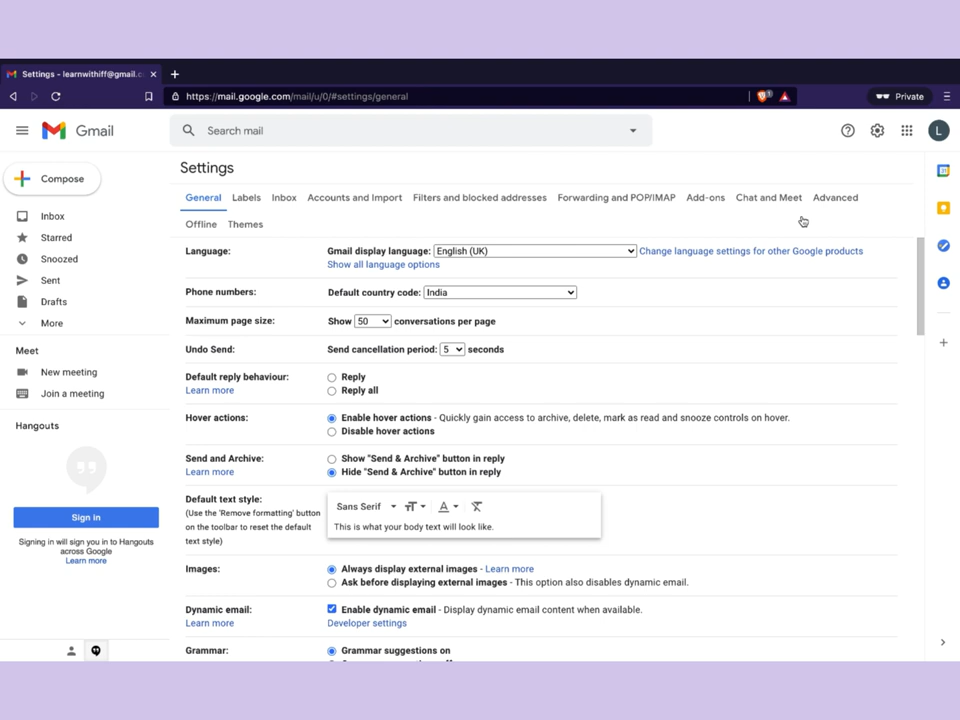 Settings - learnwithiff@gmail.c
https://mail.google.com/mail/u/0/#settings/general
Private
Gmail
Search mail
L
Compose
Inbox
Starred
Snoozed
Sent
Drafts
More
Meet
New meeting
Join a meeting
Hangouts
Sign in
Signing in will sign you in to Hangouts
across Google
Learn more
Settings
General Labels Inbox Accounts and Import Filters and blocked addresses Forwarding and POP/IMAP Add-ons Chat and Meet Advanced
Offline Themes
Language: Gmail display language: English (UK) Change language settings for other Google products
Show all language options
Phone numbers: Default country code: India
Maximum page size: Show 50 conversations per page
Undo Send: Send cancellation period: 5 seconds
Default reply behaviour: Reply
Learn more Reply all
Hover actions: Enable hover actions - Quickly gain access to archive, delete, mark as read and snooze controls on hover.
Disable hover actions
Send and Archive: Show "Send & Archive" button in reply
Learn more Hide "Send & Archive" button in reply
Default text style: Sans Serif
(Use the 'Remove formatting' button
on the toolbar to reset the default
text style)
This is what your body text will look like.
Images: Always display external images - Learn more
Ask before displaying external images - This option also disables dynamic email.
Dynamic email: Enable dynamic email - Display dynamic email content when available.
Learn more Developer settings
Grammar: Grammar suggestions on